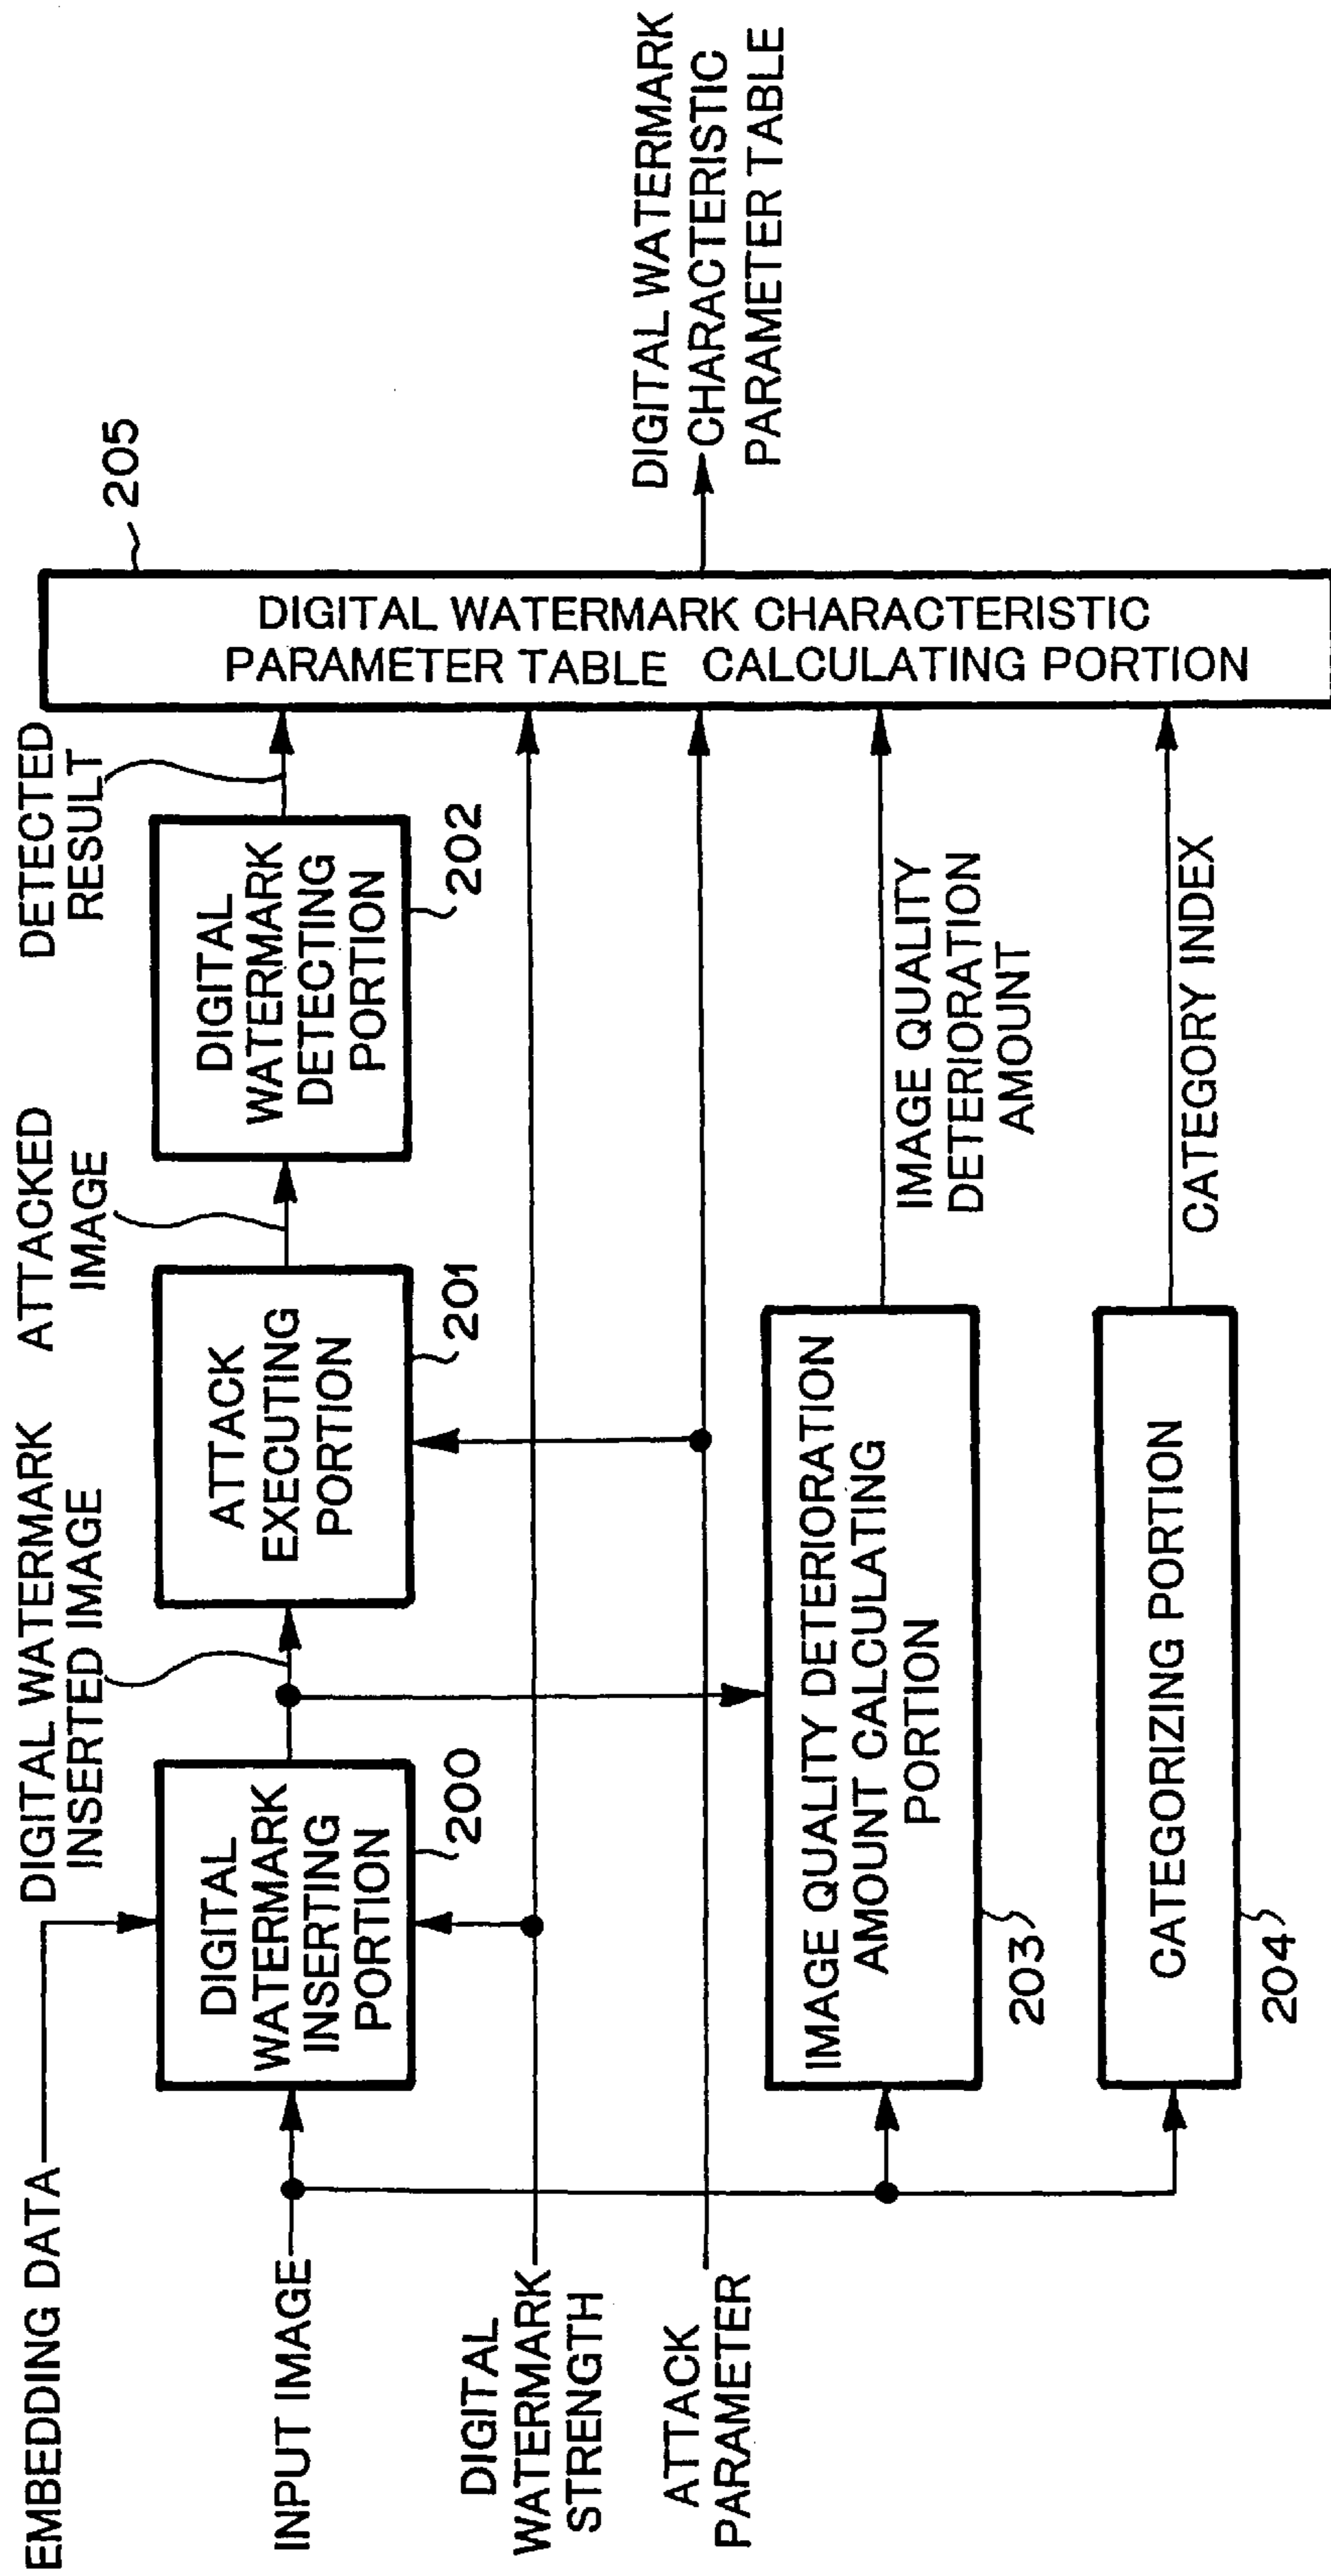 EMBEDDING DATA
INPUT IMAGE
DIGITAL
WATERMARK
STRENGTH
ATTACK
PARAMETER
DIGITAL WATERMARK
INSERTED IMAGE
DIGITAL
WATERMARK
INSERTING
PORTION
200
ATTACKED
IMAGE
ATTACK
EXECUTING
PORTION
201
DETECTED
RESULT
DIGITAL
WATERMARK
DETECTING
PORTION
202
IMAGE QUALITY DETERIORATION
AMOUNT CALCULATING
PORTION
203
IMAGE QUALITY
DETERIORATION
AMOUNT
CATEGORIZING PORTION
204
CATEGORY INDEX
DIGITAL WATERMARK CHARACTERISTIC
PARAMETER TABLE CALCULATING PORTION
205
DIGITAL WATERMARK
CHARACTERISTIC
PARAMETER TABLE